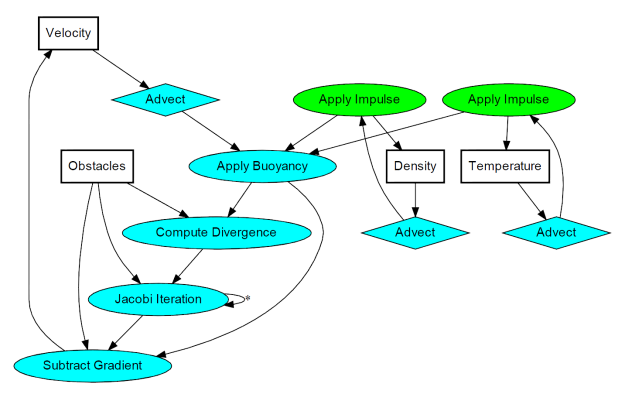 Velocity
Advect
Apply Impulse
Apply Impulse
Obstacles
Apply Buoyancy
Density
Temperature
Compute Divergence
Advect
Advect
Jacobi Iteration
*
Subtract Gradient